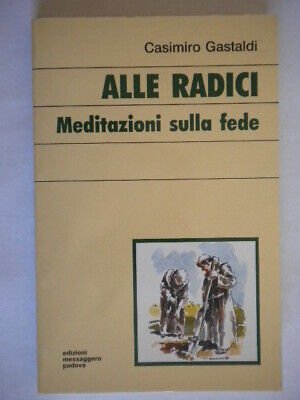 Casimiro Gastaldi
ALLE RADICI
Meditazioni sulla fede
edizioni
messaggero
padova